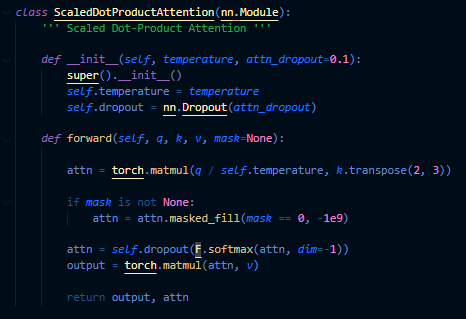 class ScaledDotProductAttention(nn.Module):
    ''' Scaled Dot-Product Attention '''
    def __init__(self, temperature, attn_dropout=0.1):
        super().__init__()
        self.temperature = temperature
        self.dropout = nn.Dropout(attn_dropout)
    def forward(self, q, k, v, mask=None):
        attn = torch.matmul(q / self.temperature, k.transpose(2, 3))
        if mask is not None:
            attn = attn.masked_fill(mask == 0, -1e9)
        attn = self.dropout(F.softmax(attn, dim=-1))
        output = torch.matmul(attn, v)
        return output, attn